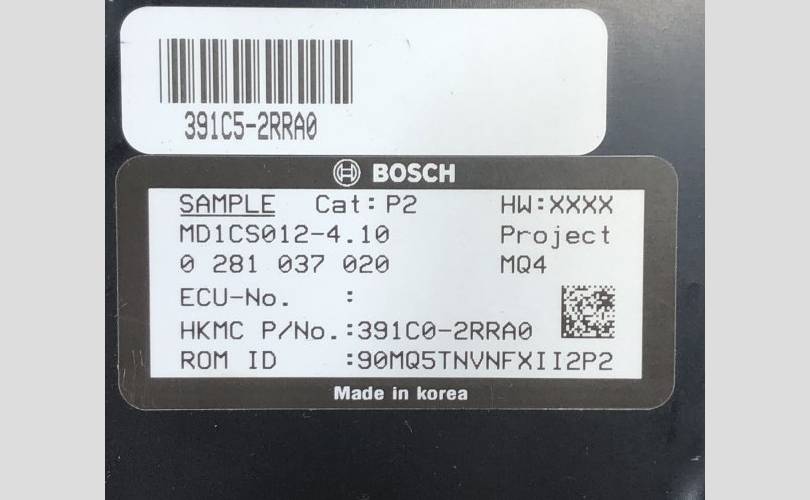 391C5-2RRA0
BOSCH
SAMPLE Cat: P2 HW:XXXX
MD1CS012-4.10 Project
0 281 037 020 MQ4
ECU-No. :
HKMC P/No.:391C0-2RRA0
ROM ID :90MQ5TNVNFXII2P2
Made in korea